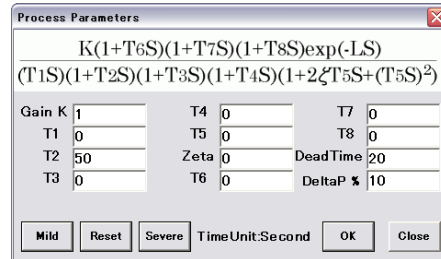 Process Parameters
K(1+T6S)(1+T7S)(1+T8S)exp(-LS)
(T1S)(1+T2S)(1+T3S)(1+T4S)(1+2ζT5S+(T5S)²)
Gain K 1 T4 0 T7 0
T1 0 T5 0 T8 0
T2 50 Zeta 0 DeadTime 20
T3 0 T6 0 DeltaP % 10
Mild Reset Severe TimeUnit:Second OK Close